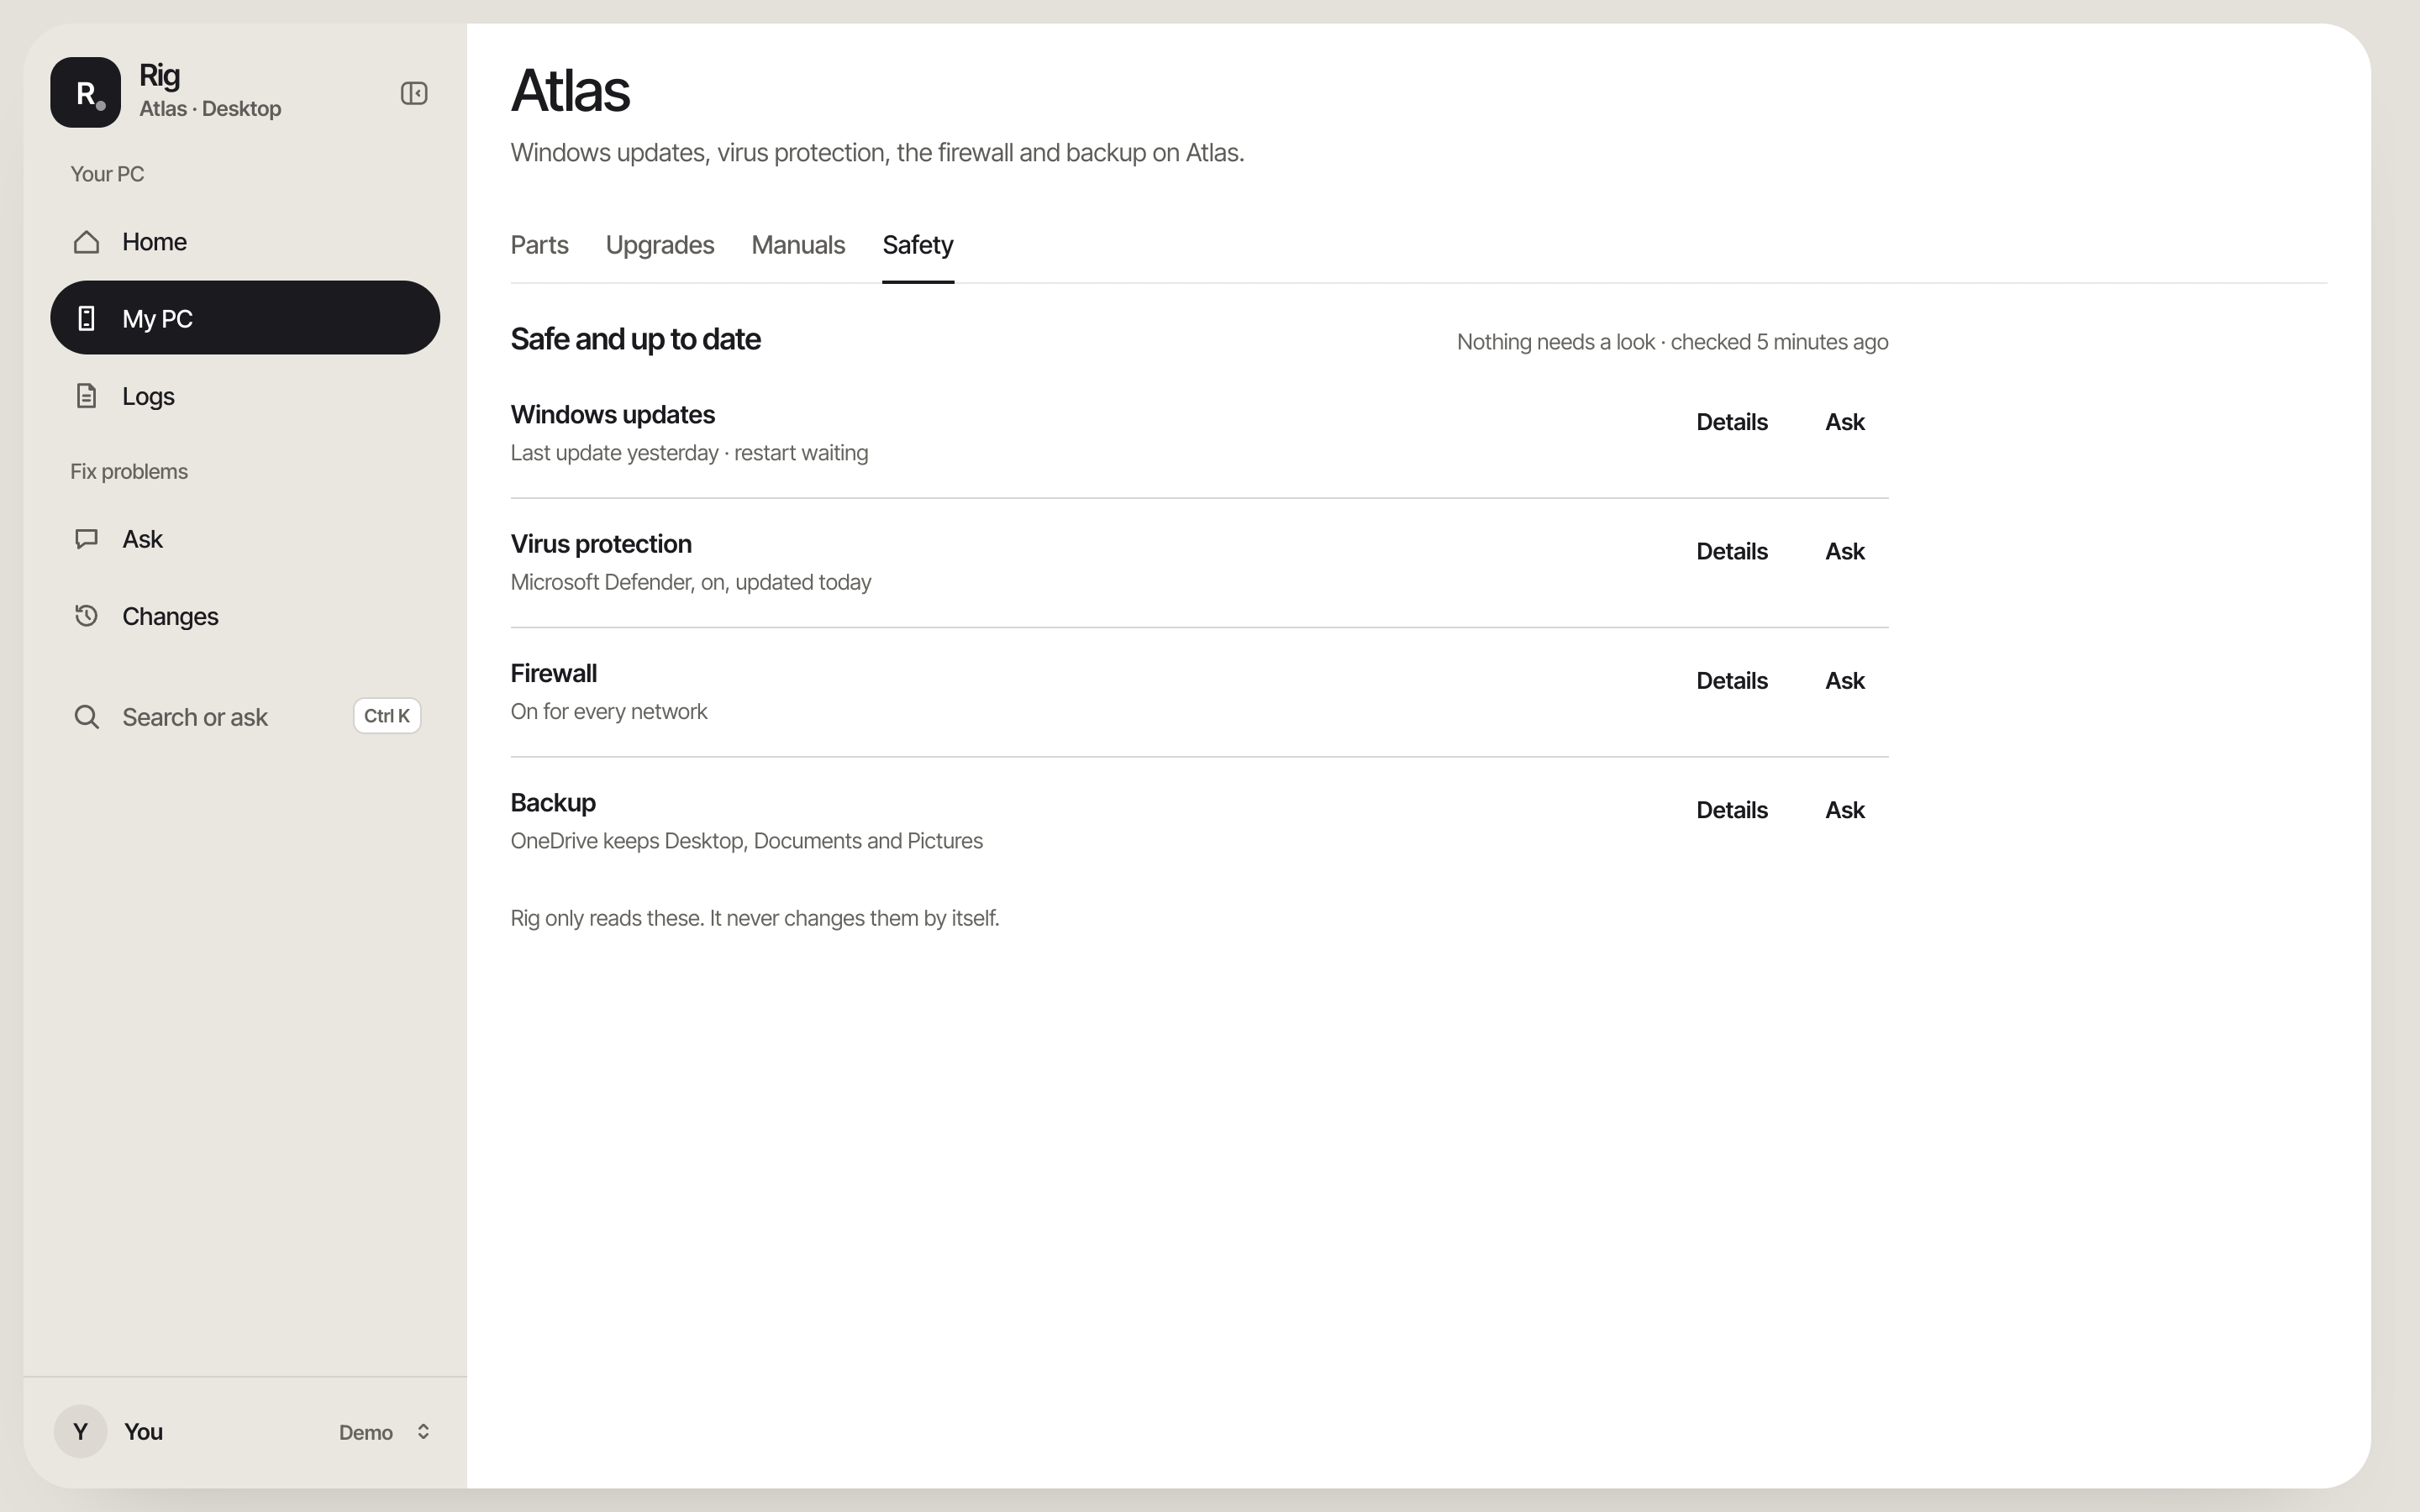 R.
Rig
Atlas · Desktop
Your PC
Home
My PC
Logs
Fix problems
Ask
Changes
Search or ask Ctrl K
Y You Demo
Atlas
Windows updates, virus protection, the firewall and backup on Atlas.
Parts Upgrades Manuals Safety
Safe and up to date Nothing needs a look · checked 5 minutes ago
Windows updates Details Ask
Last update yesterday · restart waiting
Virus protection Details Ask
Microsoft Defender, on, updated today
Firewall Details Ask
On for every network
Backup Details Ask
OneDrive keeps Desktop, Documents and Pictures
Rig only reads these. It never changes them by itself.